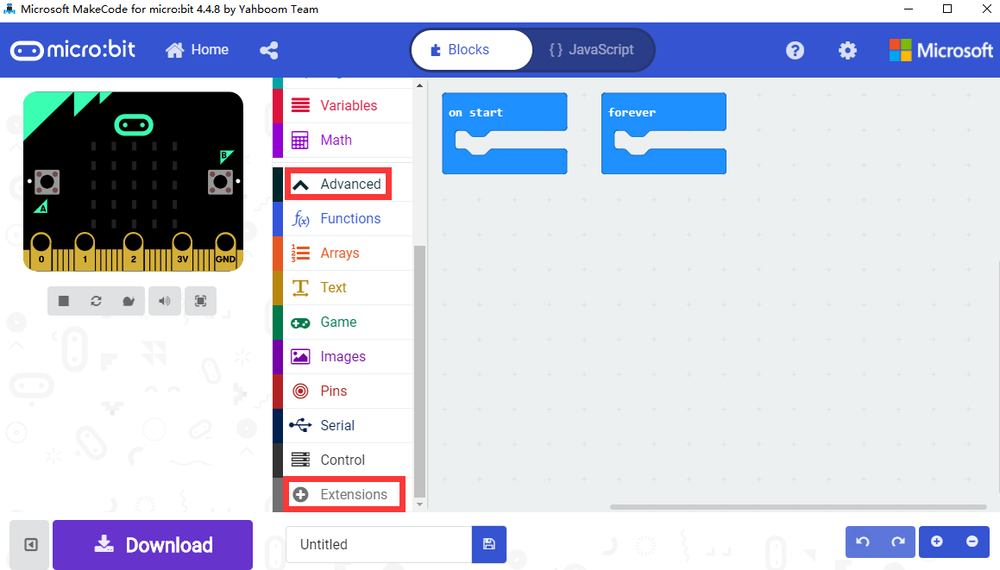 Microsoft MakeCode for micro:bit 4.4.8 by Yahboom Team
micro:bit
Home
Blocks
{ } JavaScript
Microsoft
B
A
0
1
2
3V
GND
Variables
Math
Advanced
f(x) Functions
Arrays
Text
Game
Images
Pins
Serial
Control
Extensions
on start
forever
Download
Untitled